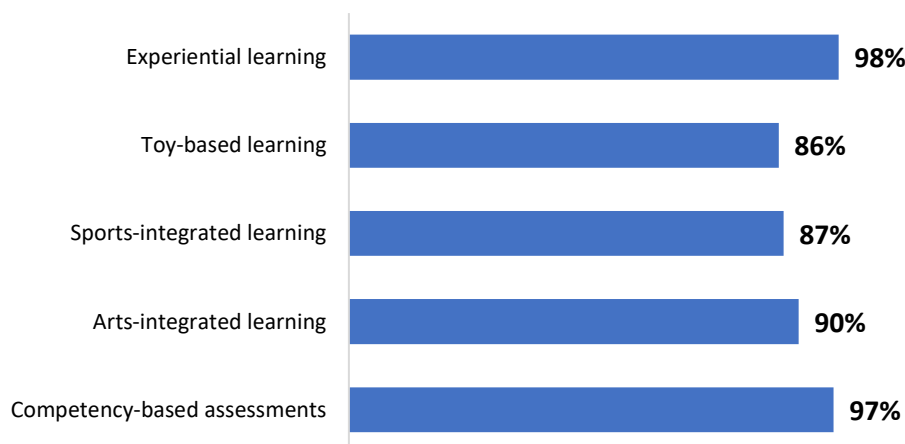 Experiential learning 98%
Toy-based learning 86%
Sports-integrated learning 87%
Arts-integrated learning 90%
Competency-based assessments 97%